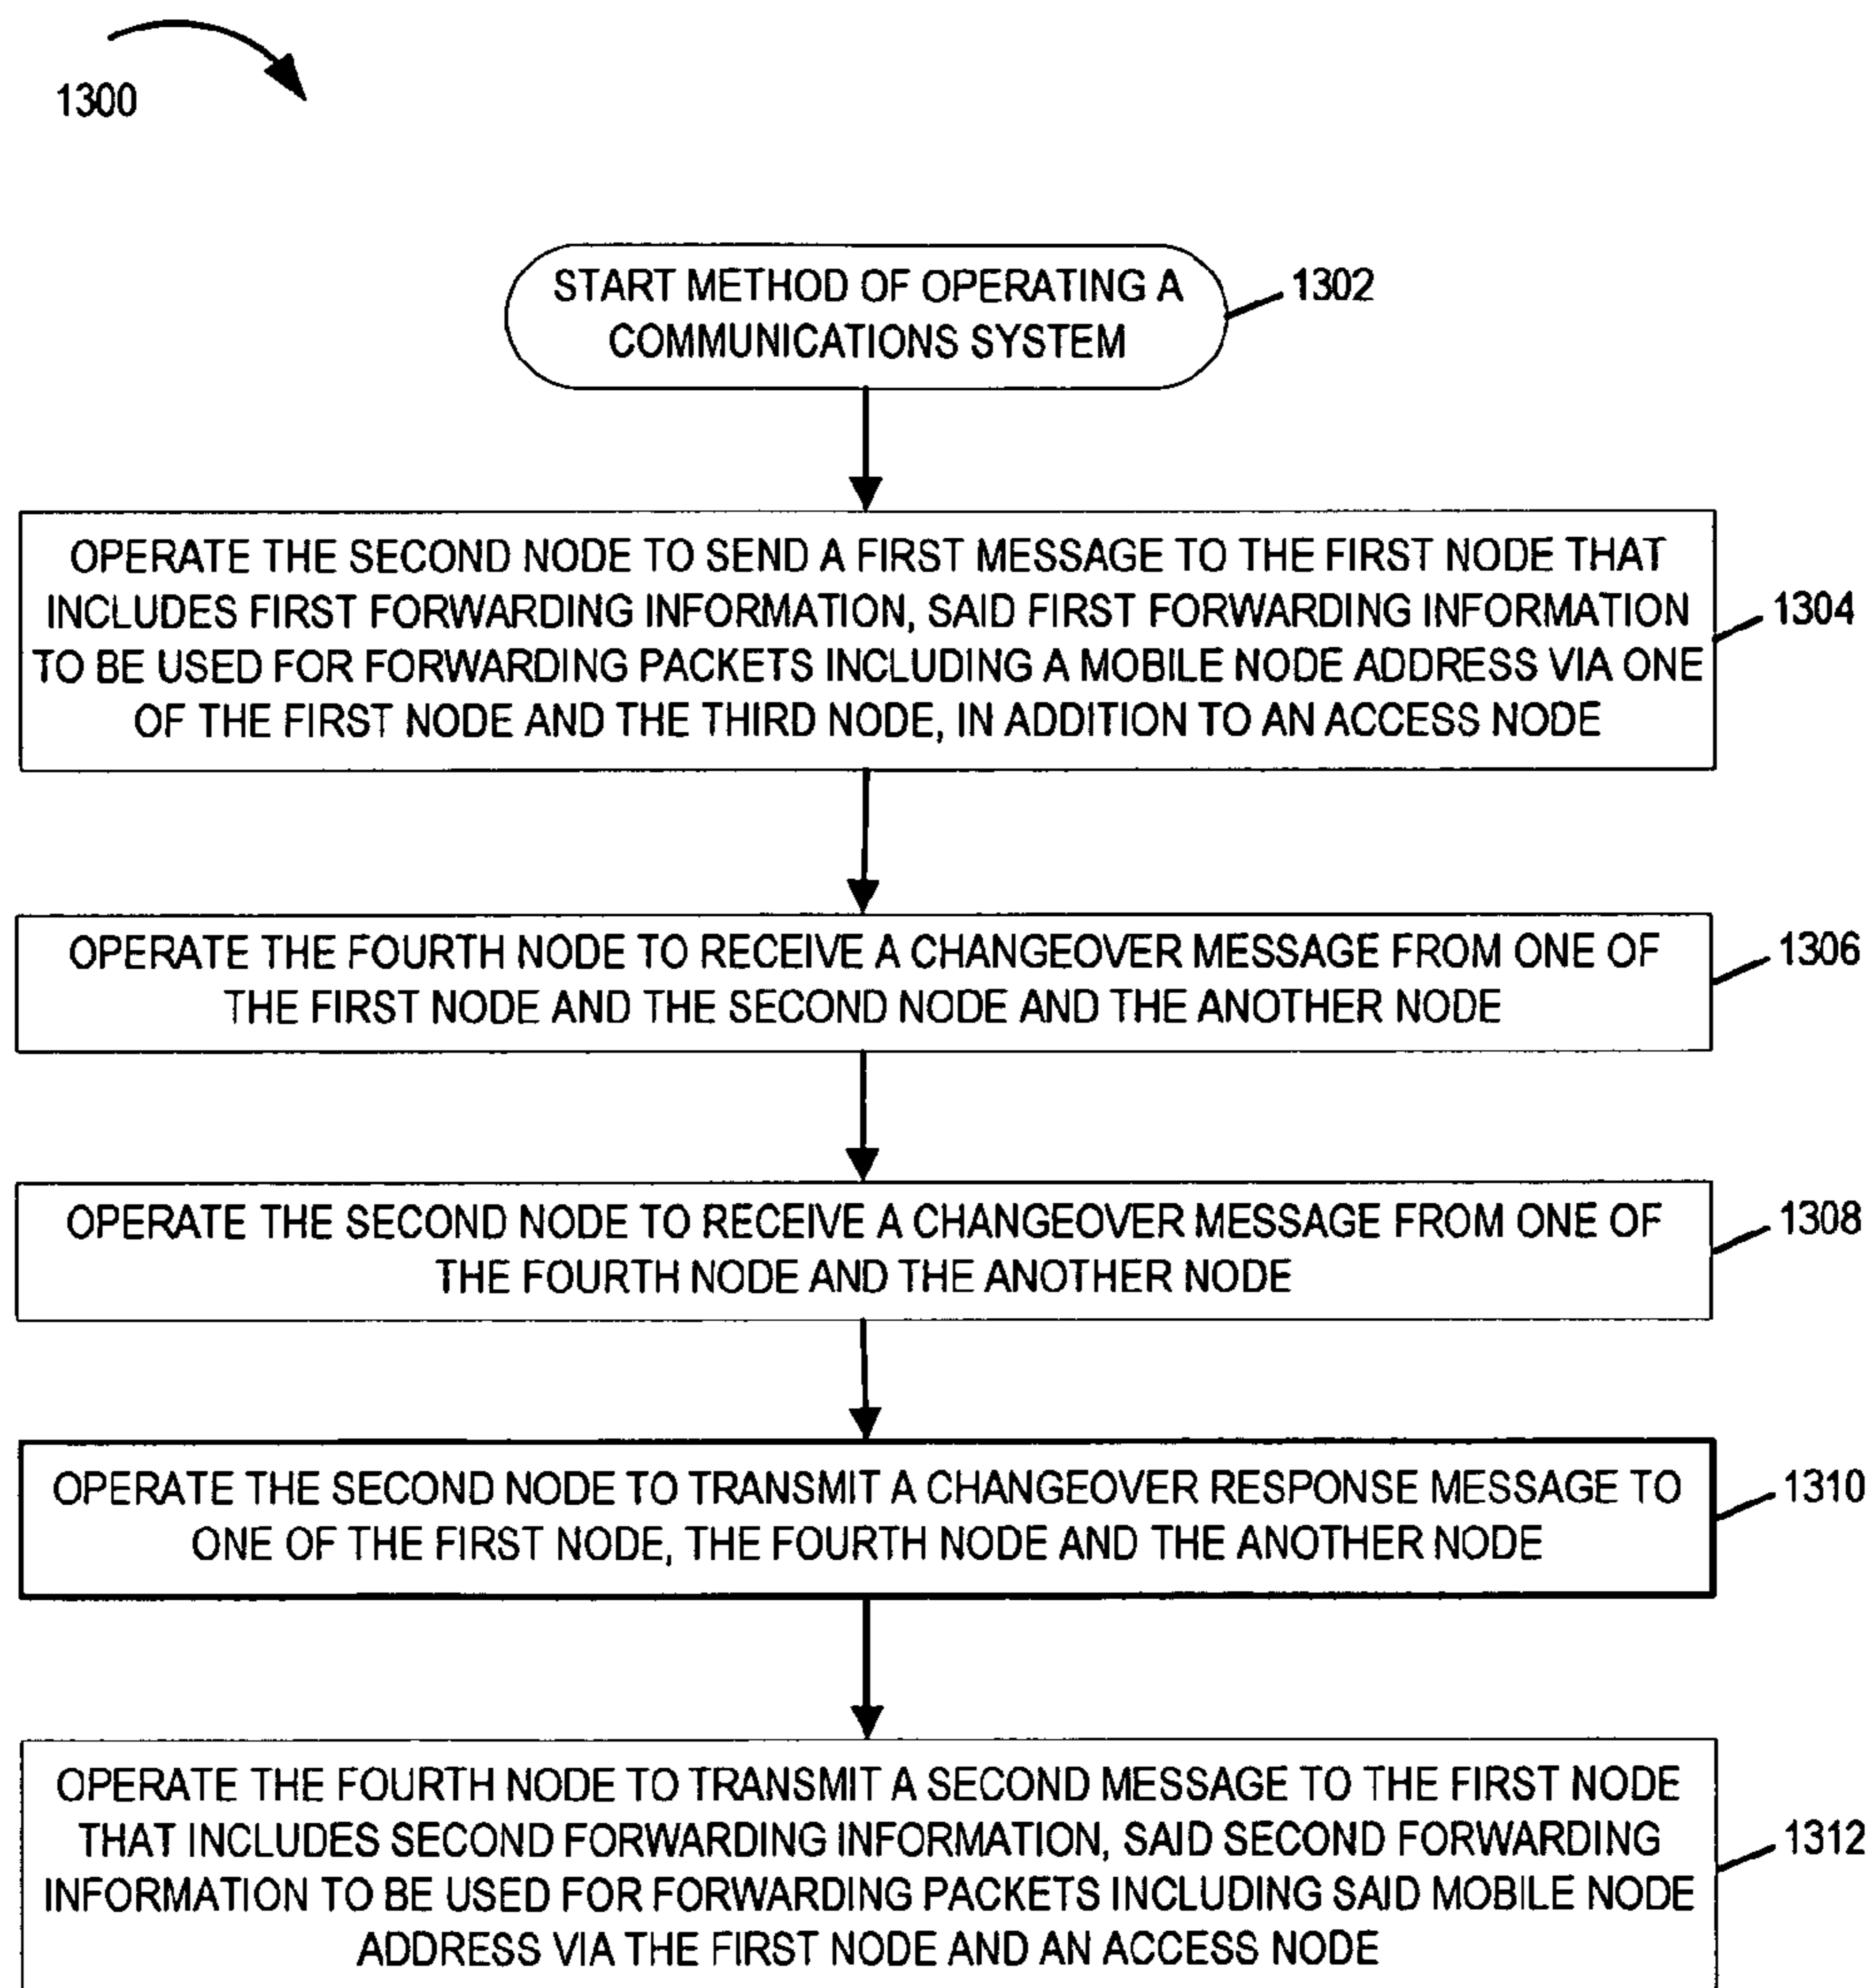 1300
START METHOD OF OPERATING A
COMMUNICATIONS SYSTEM
1302
OPERATE THE SECOND NODE TO SEND A FIRST MESSAGE TO THE FIRST NODE THAT
INCLUDES FIRST FORWARDING INFORMATION, SAID FIRST FORWARDING INFORMATION
TO BE USED FOR FORWARDING PACKETS INCLUDING A MOBILE NODE ADDRESS VIA ONE
OF THE FIRST NODE AND THE THIRD NODE, IN ADDITION TO AN ACCESS NODE
1304
OPERATE THE FOURTH NODE TO RECEIVE A CHANGEOVER MESSAGE FROM ONE OF
THE FIRST NODE AND THE SECOND NODE AND THE ANOTHER NODE
1306
OPERATE THE SECOND NODE TO RECEIVE A CHANGEOVER MESSAGE FROM ONE OF
THE FOURTH NODE AND THE ANOTHER NODE
1308
OPERATE THE SECOND NODE TO TRANSMIT A CHANGEOVER RESPONSE MESSAGE TO
ONE OF THE FIRST NODE, THE FOURTH NODE AND THE ANOTHER NODE
1310
OPERATE THE FOURTH NODE TO TRANSMIT A SECOND MESSAGE TO THE FIRST NODE
THAT INCLUDES SECOND FORWARDING INFORMATION, SAID SECOND FORWARDING
INFORMATION TO BE USED FOR FORWARDING PACKETS INCLUDING SAID MOBILE NODE
ADDRESS VIA THE FIRST NODE AND AN ACCESS NODE
1312